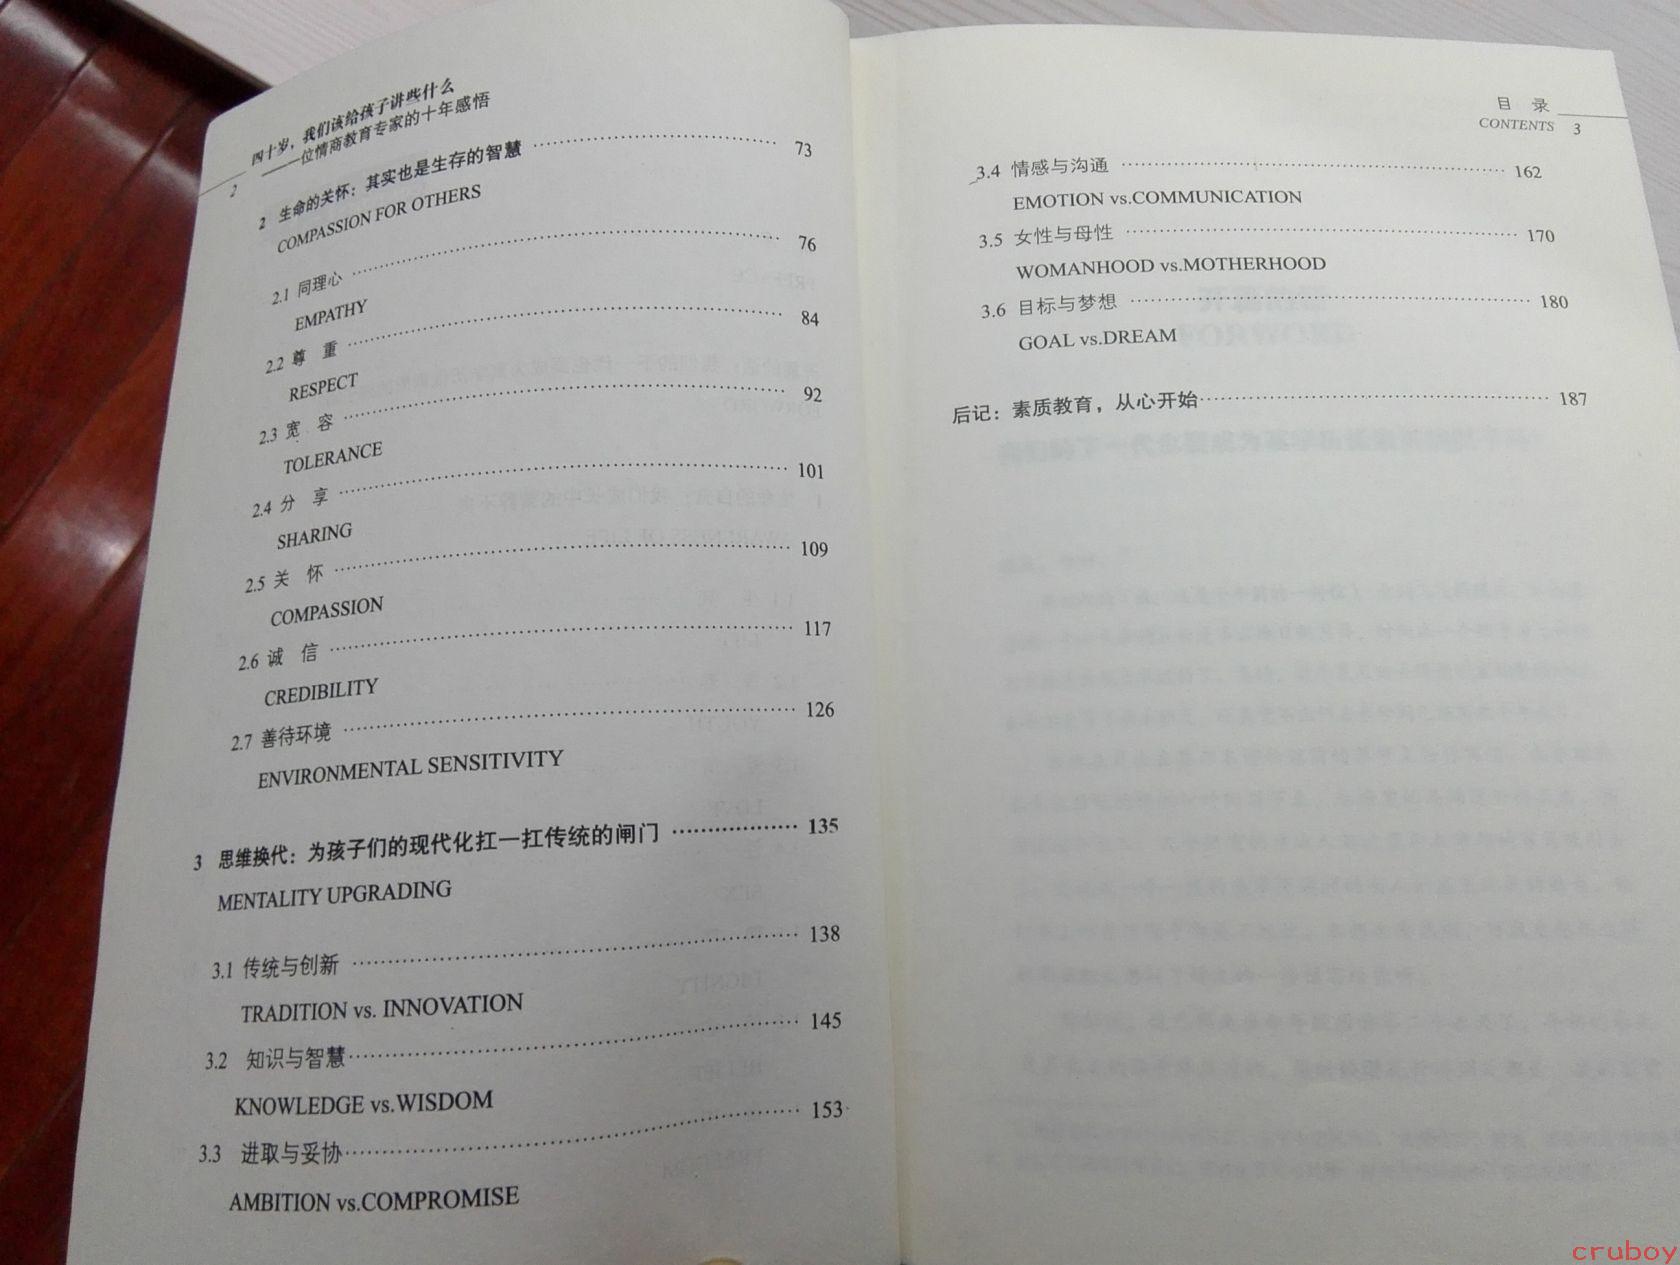 四十岁，我们该给孩子讲些什么
——位情商教育专家的十年感悟
2
2 生命的关怀：其实也是生存的智慧 73
COMPASSION FOR OTHERS
2.1 同理心 76
EMPATHY
2.2 尊 重 84
RESPECT
2.3 宽 容 92
TOLERANCE
2.4 分 享 101
SHARING
2.5 关 怀 109
COMPASSION
2.6 诚 信 117
CREDIBILITY
2.7 善待环境 126
ENVIRONMENTAL SENSITIVITY
3 思维换代：为孩子们的现代化扛一扛传统的闸门 135
MENTALITY UPGRADING
3.1 传统与创新 138
TRADITION vs. INNOVATION
3.2 知识与智慧 145
KNOWLEDGE vs.WISDOM
3.3 进取与妥协 153
AMBITION vs.COMPROMISE
目 录
CONTENTS 3
3.4 情感与沟通 162
EMOTION vs.COMMUNICATION
3.5 女性与母性 170
WOMANHOOD vs.MOTHERHOOD
3.6 目标与梦想 180
GOAL vs.DREAM
后记：素质教育，从心开始 187
cruboy